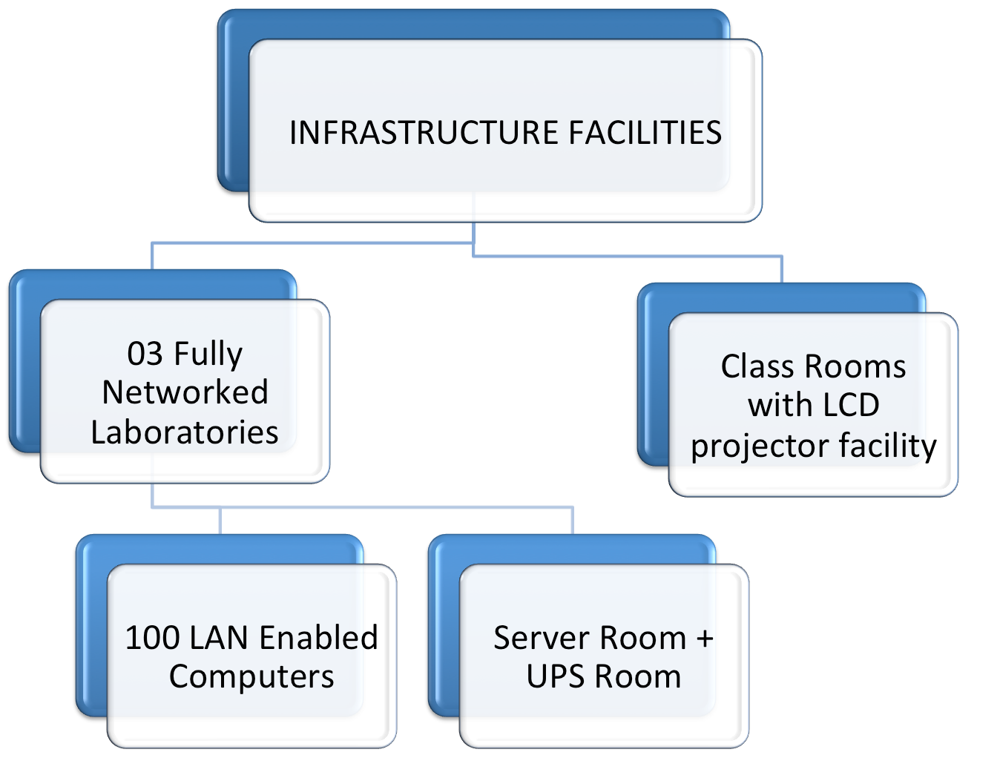 INFRASTRUCTURE FACILITIES
03 Fully
Networked
Laboratories
Class Rooms
with LCD
projector facility
100 LAN Enabled
Computers
Server Room +
UPS Room